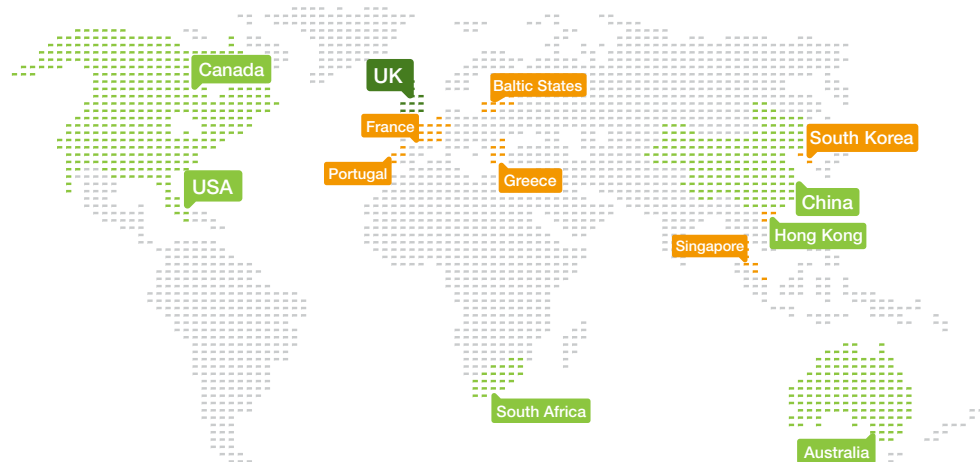 Canada
UK
Baltic States
France
South Korea
Portugal
USA
Greece
China
Hong Kong
Singapore
South Africa
Australia